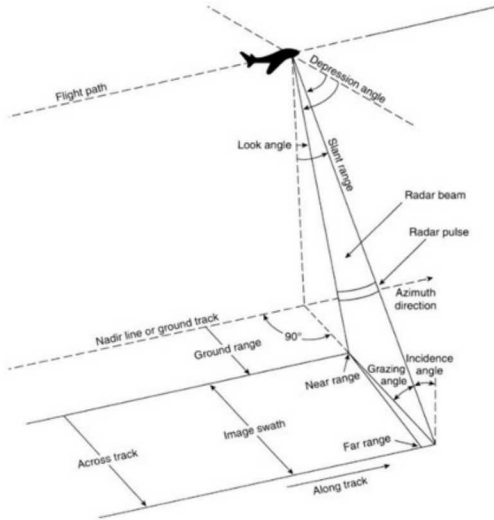 Flight path
Depression angle
Look angle
Slant range
Radar beam
Radar pulse
Azimuth
direction
Nadir line or ground track
90°
Ground range
Incidence
angle
Grazing
angle
Near range
Image swath
Far range
Across track
Along track